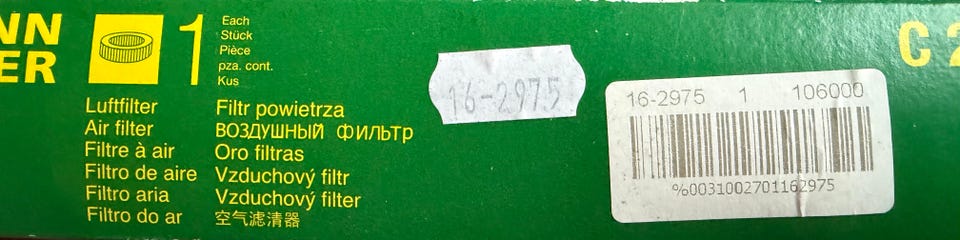 NN
ER
1
Each
Stück
Pièce
pza. cont.
Kus
Luftfilter
Air filter
Filtre à air
Filtro de aire
Filtro aria
Filtro do ar
Filtr powietrza
ВОЗДУШНЫЙ ФИЛЬТР
Oro filtras
Vzduchový filtr
Vzduchový filter
空气滤清器
16-2975
16-2975 1 106000
%0031002701162975
C 2